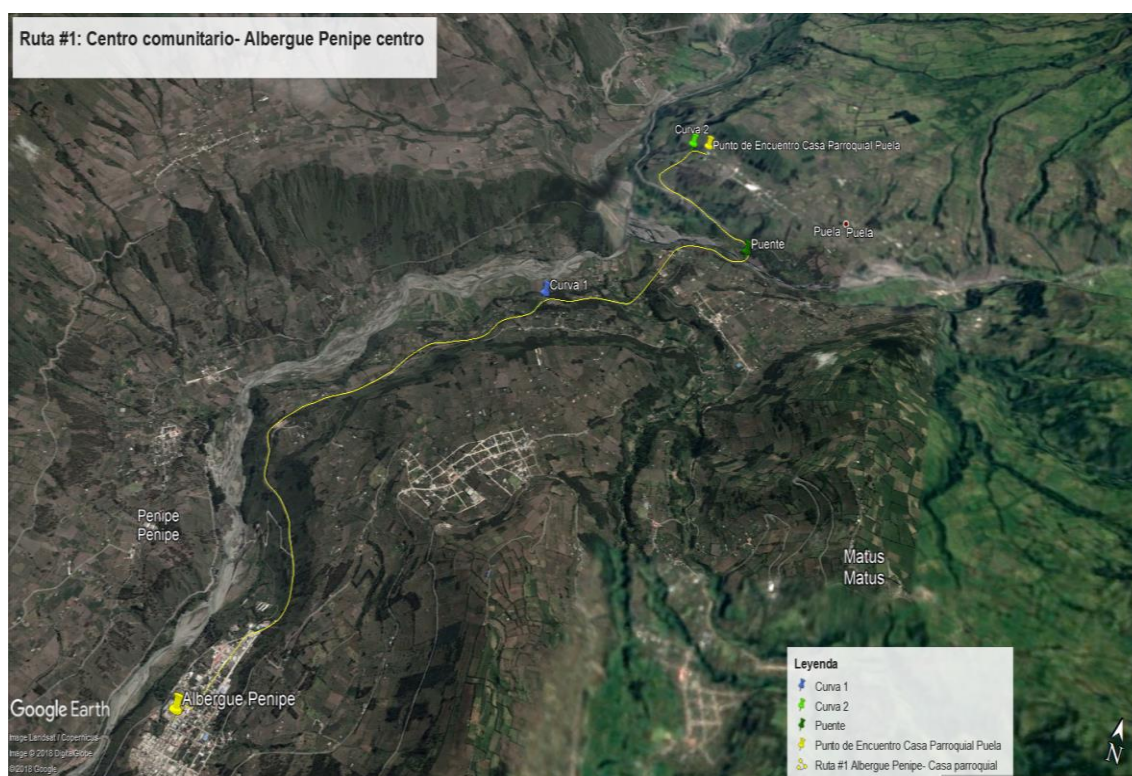 Ruta #1: Centro comunitario- Albergue Penipe centro
Curva 2
Punto de Encuentro Casa Parroquial Puela
Puela Puela
Puente
Curva 1
Penipe
Penipe
Matus
Matus
Albergue Penipe
Leyenda
Curva 1
Curva 2
Puente
Punto de Encuentro Casa Parroquial Puela
Ruta #1 Albergue Penipe- Casa parroquial
Google Earth
Image Landsat / Copernicus
Image © 2018 DigitalGlobe
©2018 Google
N